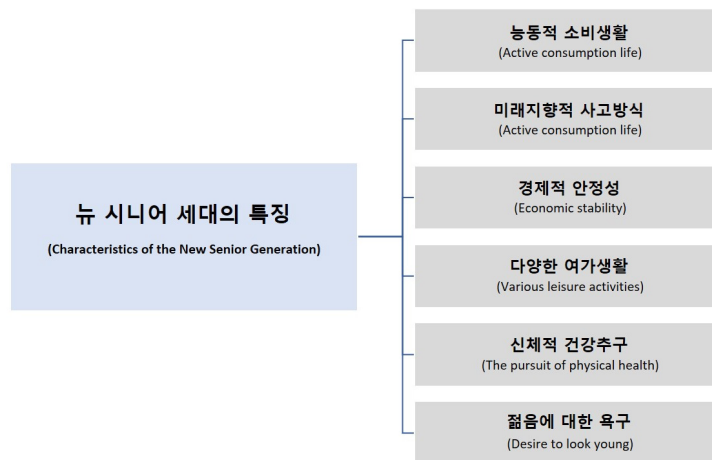 뉴 시니어 세대의 특징
(Characteristics of the New Senior Generation)
능동적 소비생활
(Active consumption life)
미래지향적 사고방식
(Active consumption life)
경제적 안정성
(Economic stability)
다양한 여가생활
(Various leisure activities)
신체적 건강추구
(The pursuit of physical health)
젊음에 대한 욕구
(Desire to look young)